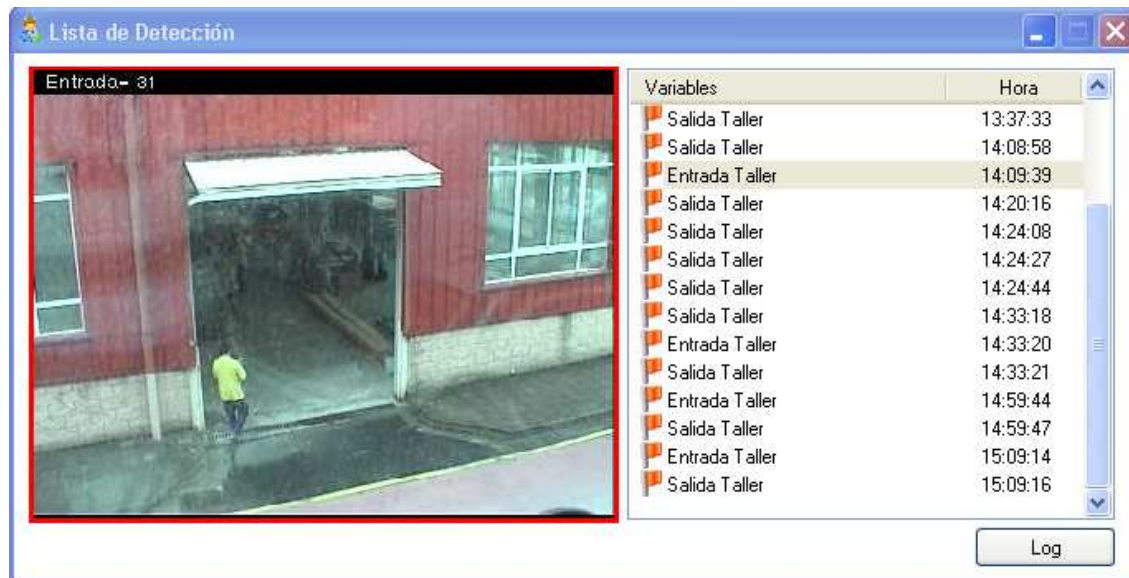 Lista de Detección
Entrada- 31
Variables Hora
Salida Taller 13:37:33
Salida Taller 14:08:58
Entrada Taller 14:09:39
Salida Taller 14:20:16
Salida Taller 14:24:08
Salida Taller 14:24:27
Salida Taller 14:24:44
Salida Taller 14:33:18
Entrada Taller 14:33:20
Salida Taller 14:33:21
Entrada Taller 14:59:44
Salida Taller 14:59:47
Entrada Taller 15:09:14
Salida Taller 15:09:16
Log